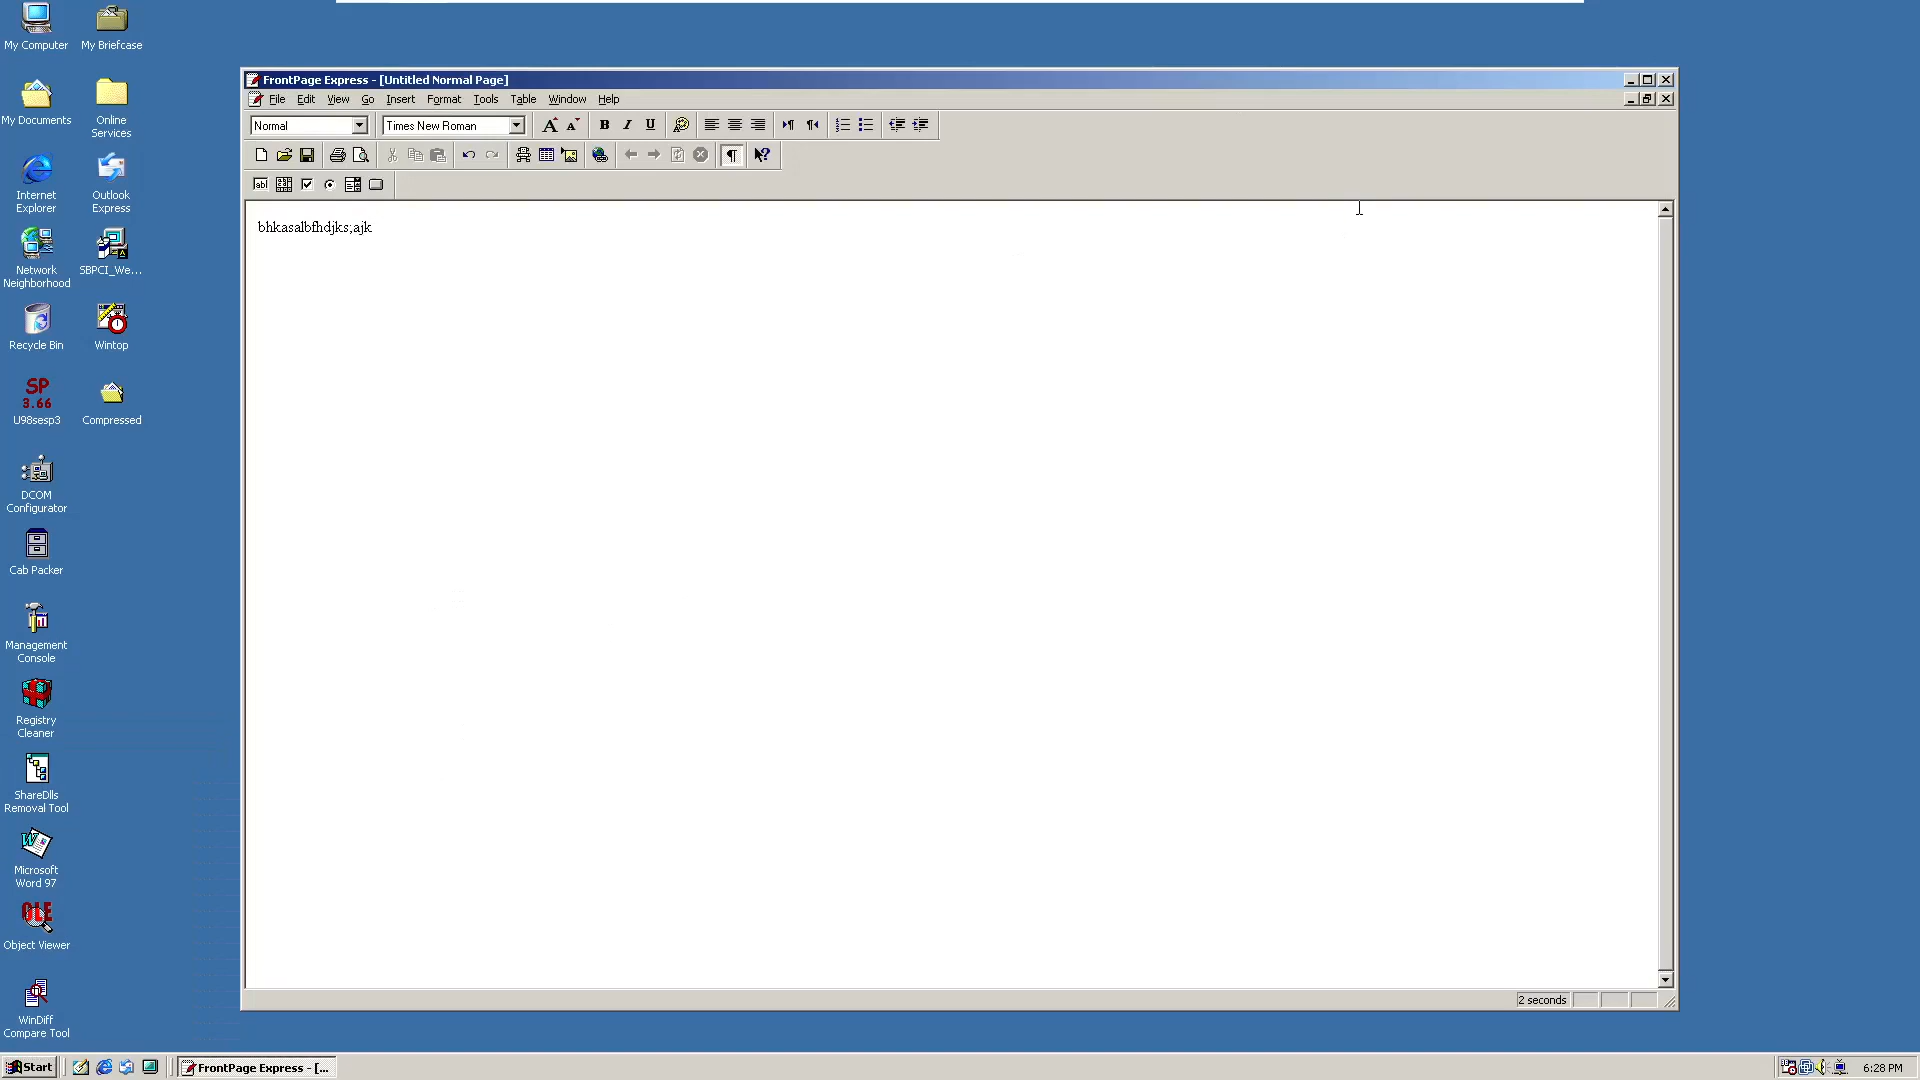 My Computer
My Briefcase
My Documents
Online
Services
Internet
Explorer
Outlook
Express
Network
Neighborhood
SBPCI_We...
Recycle Bin
Wintop
SP
3.66
U98sesp3
Compressed
DCOM
Configurator
Cab Packer
Management
Console
Registry
Cleaner
ShareDlls
Removal Tool
Microsoft
Word 97
OLE
Object Viewer
WinDiff
Compare Tool
FrontPage Express - [Untitled Normal Page]
File Edit View Go Insert Format Tools Table Window Help
Normal Times New Roman A A B I U
bhkasalbfhdjks;ajk
2 seconds
Start FrontPage Express - [... 6:28 PM